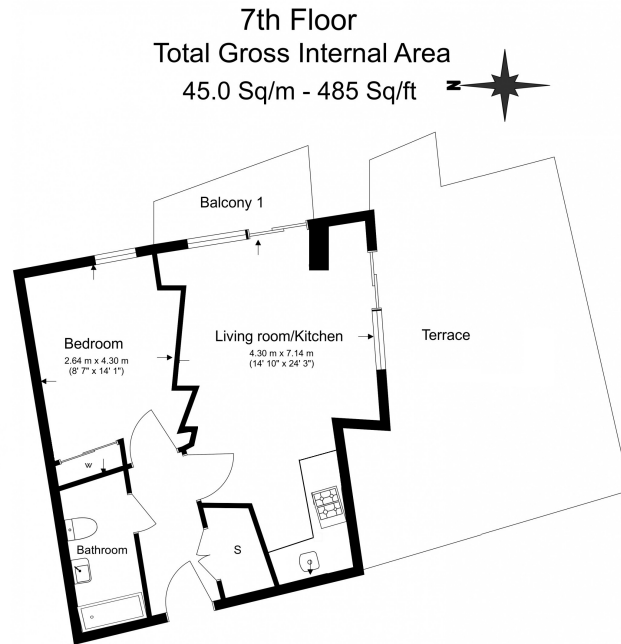 7th Floor
Total Gross Internal Area
45.0 Sq/m - 485 Sq/ft
N
Balcony 1
Bedroom
2.64 m x 4.30 m
(8' 7" x 14' 1")
Living room/Kitchen
4.30 m x 7.14 m
(14' 10" x 24' 3")
Terrace
W
Bathroom
S